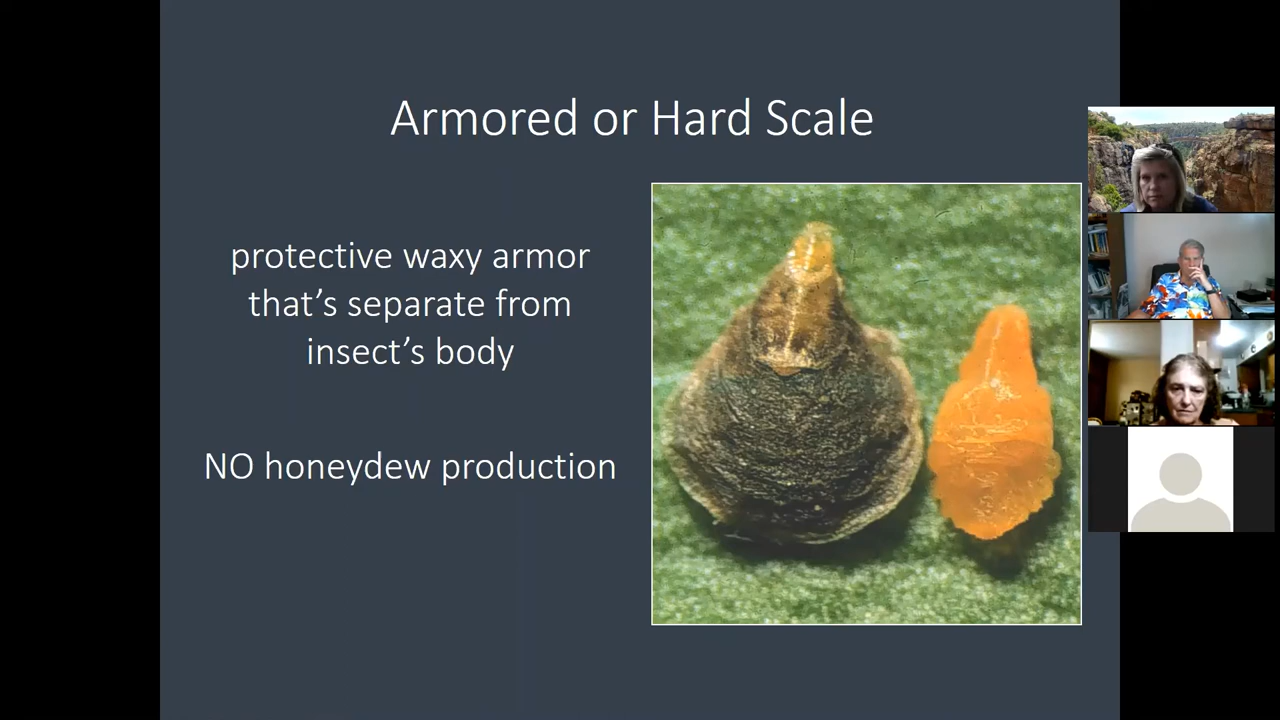 Armored or Hard Scale
protective waxy armor
that’s separate from
insect’s body
NO honeydew production